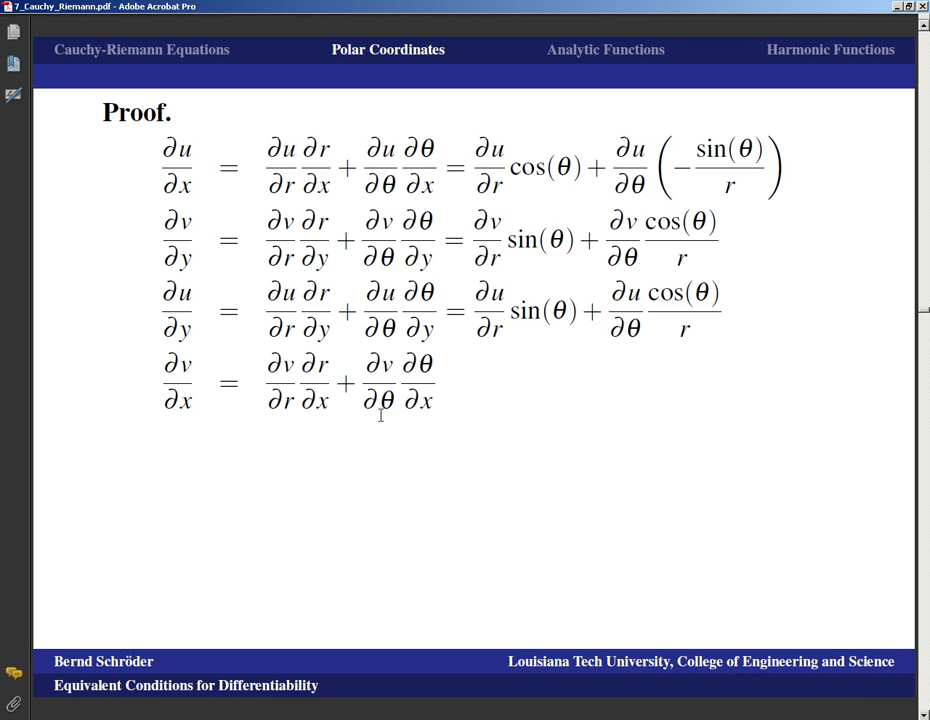 7_Cauchy_Riemann.pdf - Adobe Acrobat Pro
Cauchy-Riemann Equations Polar Coordinates Analytic Functions Harmonic Functions
Proof.
∂u/∂x = ∂u/∂r ∂r/∂x + ∂u/∂θ ∂θ/∂x = ∂u/∂r cos(θ) + ∂u/∂θ (− sin(θ)/r)
∂v/∂y = ∂v/∂r ∂r/∂y + ∂v/∂θ ∂θ/∂y = ∂v/∂r sin(θ) + ∂v/∂θ cos(θ)/r
∂u/∂y = ∂u/∂r ∂r/∂y + ∂u/∂θ ∂θ/∂y = ∂u/∂r sin(θ) + ∂u/∂θ cos(θ)/r
∂v/∂x = ∂v/∂r ∂r/∂x + ∂v/∂θ ∂θ/∂x
Bernd Schröder Louisiana Tech University, College of Engineering and Science
Equivalent Conditions for Differentiability